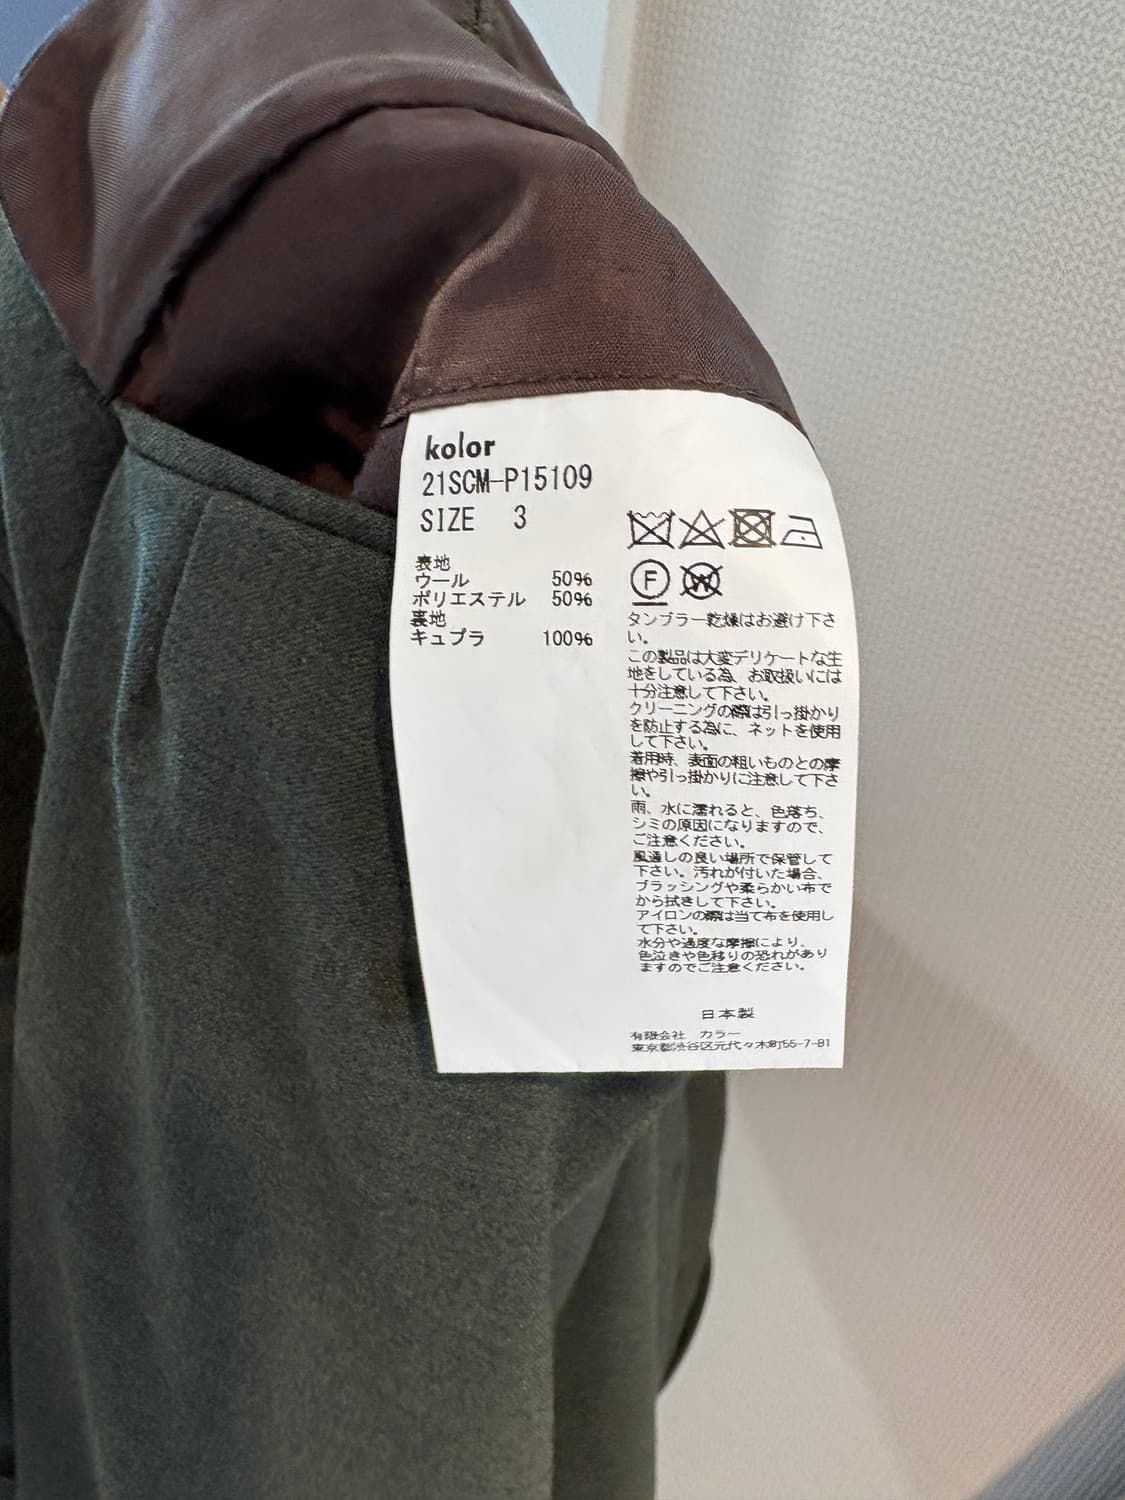 kolor
21SCM-P15109
SIZE 3
表地
ウール 50%
ポリエステル 50%
裏地
キュプラ 100%
F
W
タンブラー乾燥はお避け下さ
い。
この製品は大変デリケートな生
地をしている為、お取扱いには
十分注意して下さい。
クリーニングの際は引っ掛かり
を防止する為に、ネットを使用
して下さい。
着用時、表面の粗いものとの摩
擦や引っ掛かりに注意して下さ
い。
雨、水に濡れると、色落ち、
シミの原因になりますので、
ご注意ください。
風通しの良い場所で保管して
下さい。汚れが付いた場合、
ブラッシングや柔らかい布で
から拭きして下さい。
アイロンの際は当て布を使用し
て下さい。
水分や過度な摩擦により、
色泣きや色移りの恐れがあり
ますのでご注意ください。
日本製
有限会社 カラー
東京都渋谷区元代々木町55-7-B1